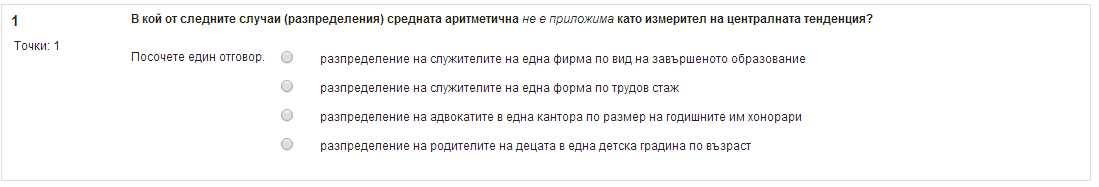 1
В кой от следните случаи (разпределения) средната аритметична не е приложима като измерител на централната тенденция?
Точки: 1
Посочете един отговор.
разпределение на служителите на една фирма по вид на завършеното образование
разпределение на служителите на една форма по трудов стаж
разпределение на адвокатите в една кантора по размер на годишните им хонорари
разпределение на родителите на децата в една детска градина по възраст